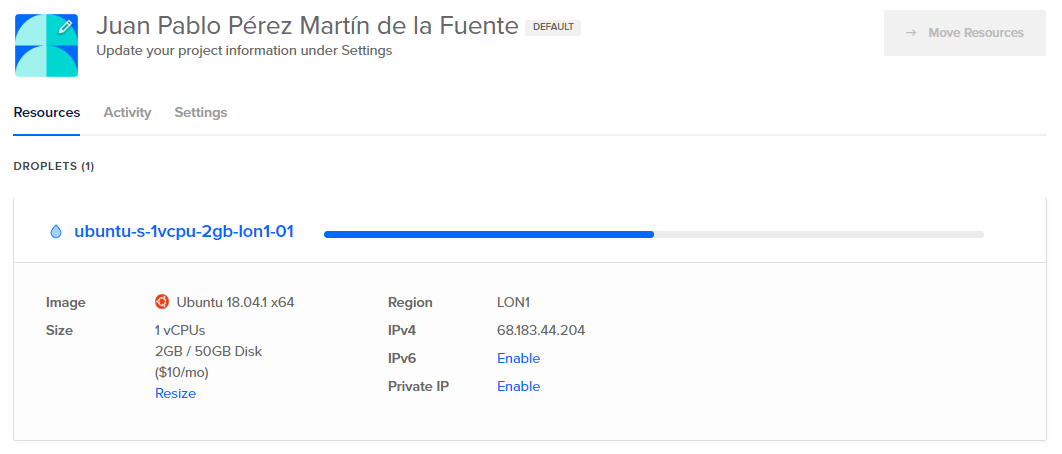 Juan Pablo Pérez Martín de la Fuente DEFAULT
Update your project information under Settings
→ Move Resources
Resources Activity Settings
DROPLETS (1)
ubuntu-s-1vcpu-2gb-lon1-01
Image Ubuntu 18.04.1 x64
Size 1 vCPUs
2GB / 50GB Disk
($10/mo)
Resize
Region LON1
IPv4 68.183.44.204
IPv6 Enable
Private IP Enable